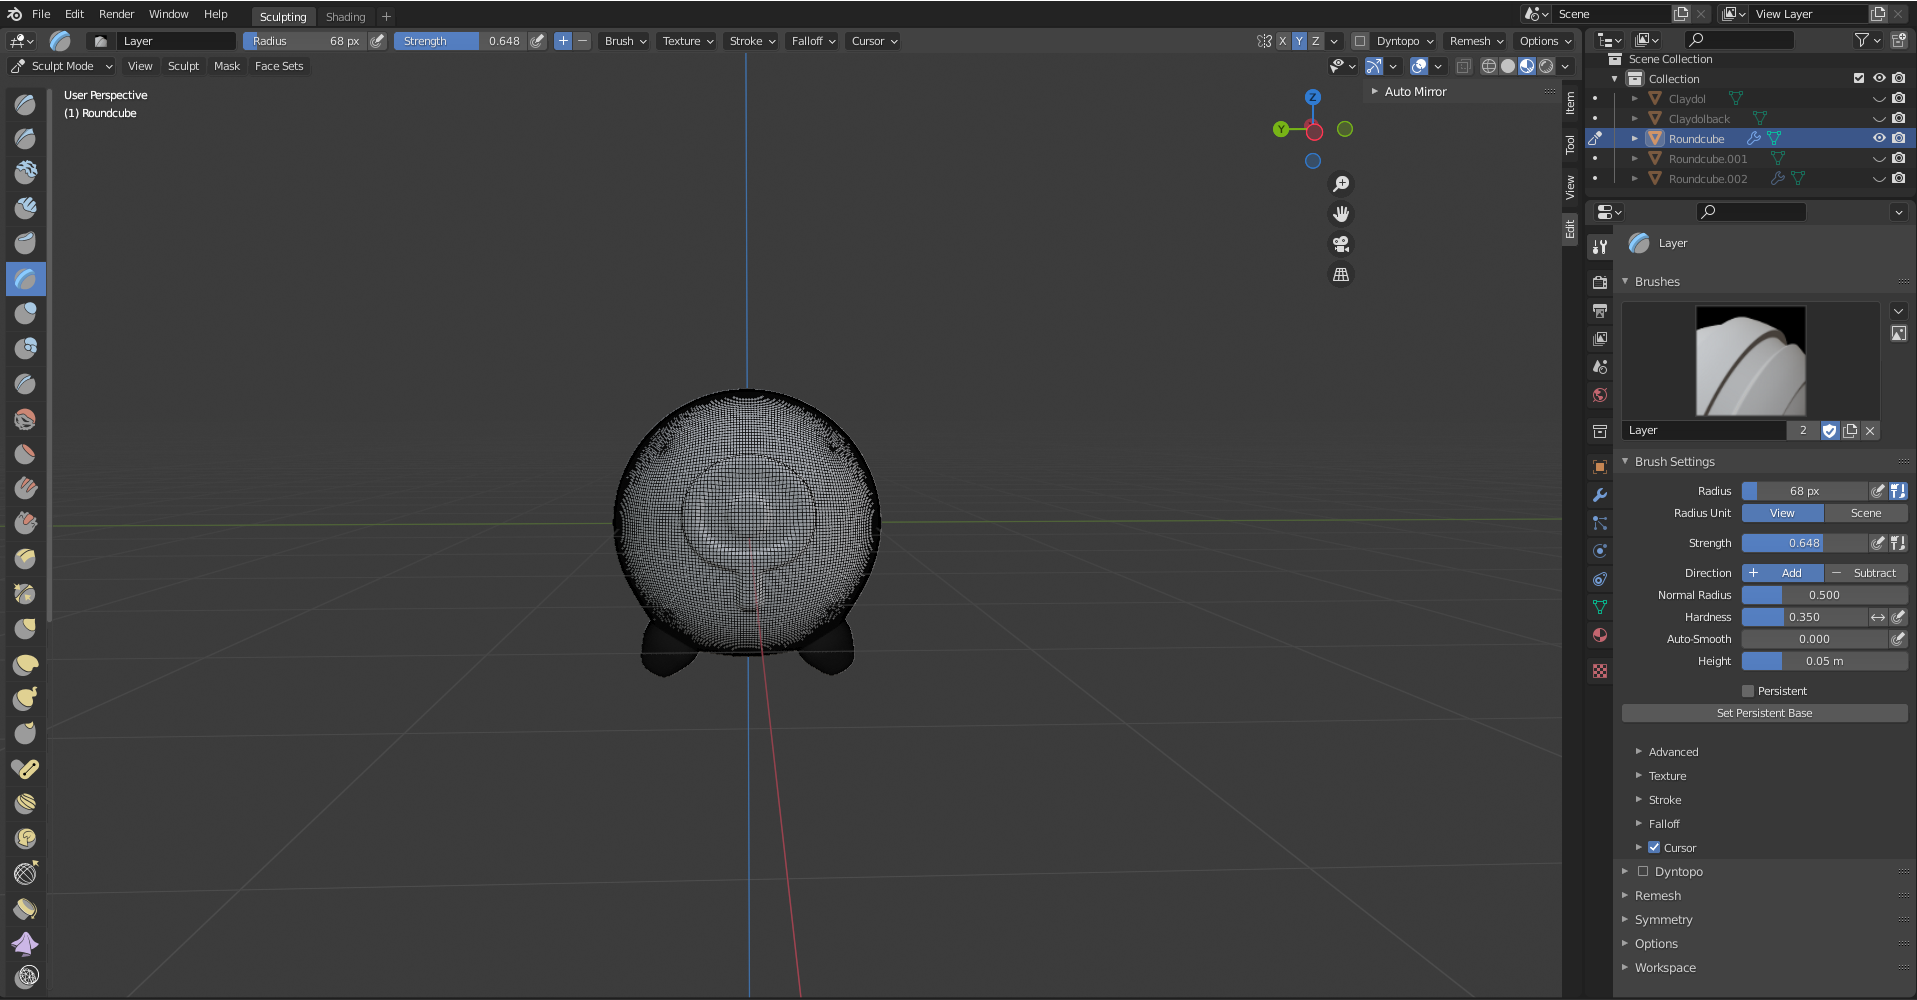 File Edit Render Window Help Sculpting Shading + Scene View Layer
Layer Radius 68 px Strength 0.648 + − Brush Texture Stroke Falloff Cursor X Y Z Dyntopo Remesh Options
Sculpt Mode View Sculpt Mask Face Sets
User Perspective
(1) Roundcube
Auto Mirror
Z
Y
Item
Tool
View
Edit
Scene Collection
Collection
Claydol
Claydolback
Roundcube
Roundcube.001
Roundcube.002
Layer
Brushes
Layer 2
Brush Settings
Radius 68 px
Radius Unit View Scene
Strength 0.648
Direction + Add − Subtract
Normal Radius 0.500
Hardness 0.350
Auto-Smooth 0.000
Height 0.05 m
Persistent
Set Persistent Base
Advanced
Texture
Stroke
Falloff
Cursor
Dyntopo
Remesh
Symmetry
Options
Workspace